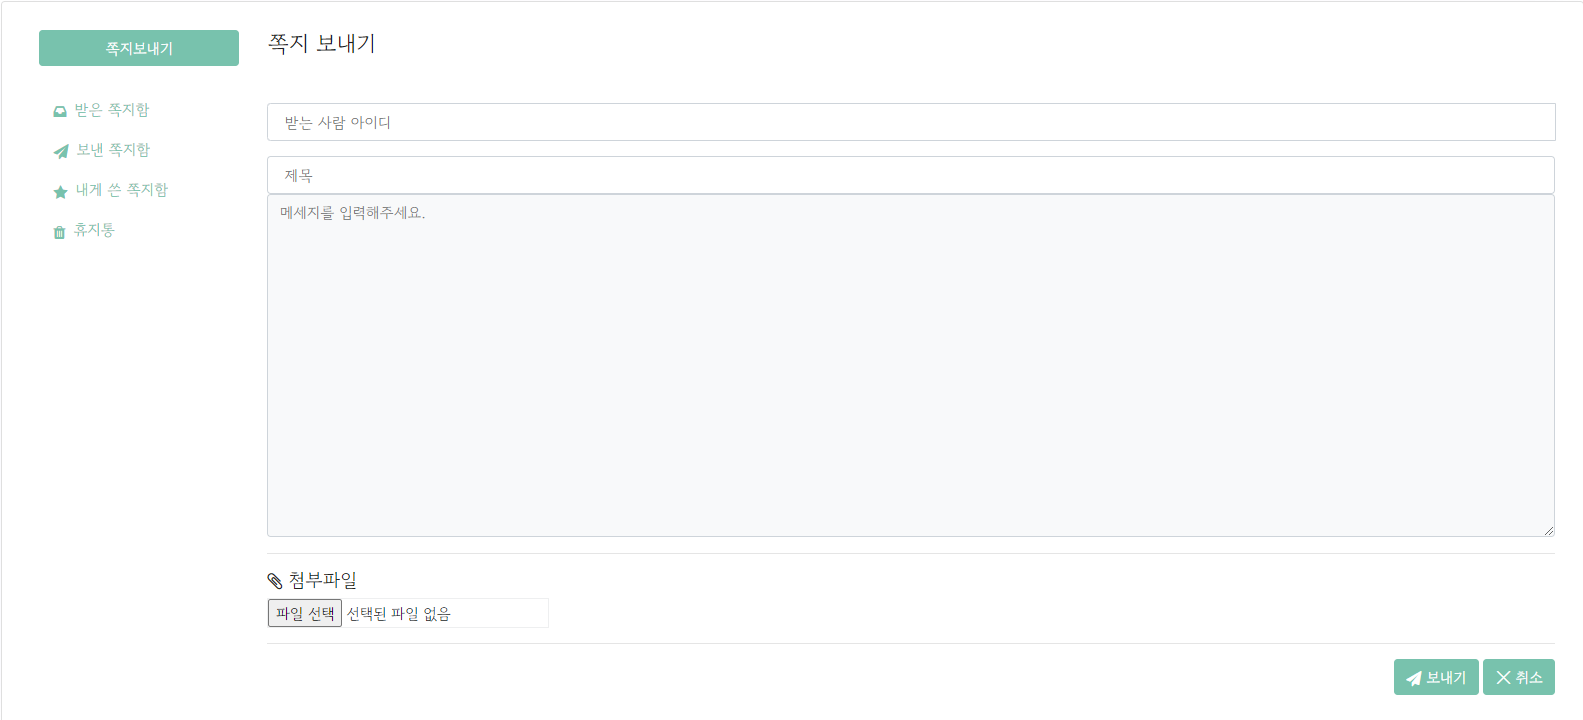 쪽지보내기
받은 쪽지함
보낸 쪽지함
내게 쓴 쪽지함
휴지통
쪽지 보내기
받는 사람 아이디
제목
메세지를 입력해주세요.
첨부파일
파일 선택 선택된 파일 없음
보내기 취소